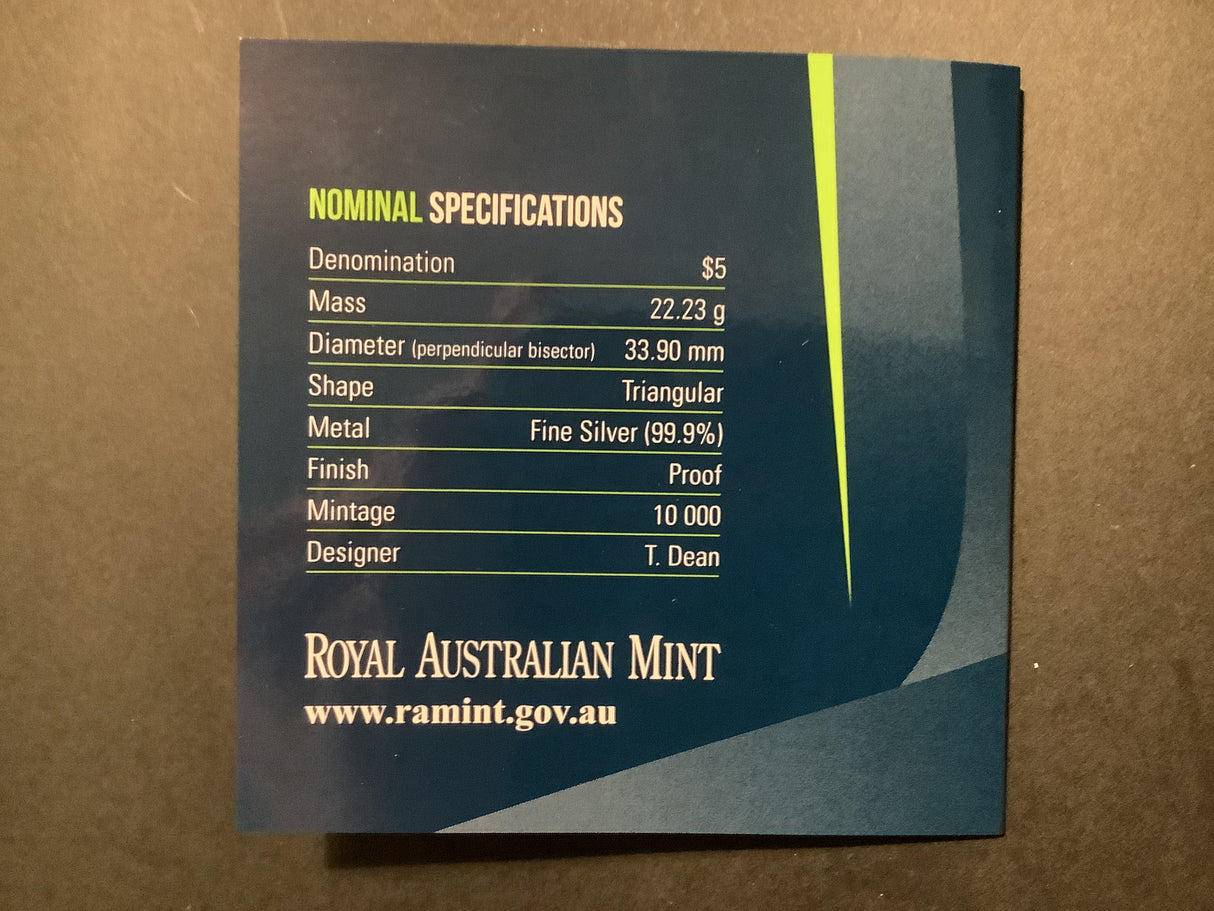 NOMINAL SPECIFICATIONS
Denomination $5
Mass 22.23 g
Diameter (perpendicular bisector) 33.90 mm
Shape Triangular
Metal Fine Silver (99.9%)
Finish Proof
Mintage 10 000
Designer T. Dean
ROYAL AUSTRALIAN MINT
www.ramint.gov.au